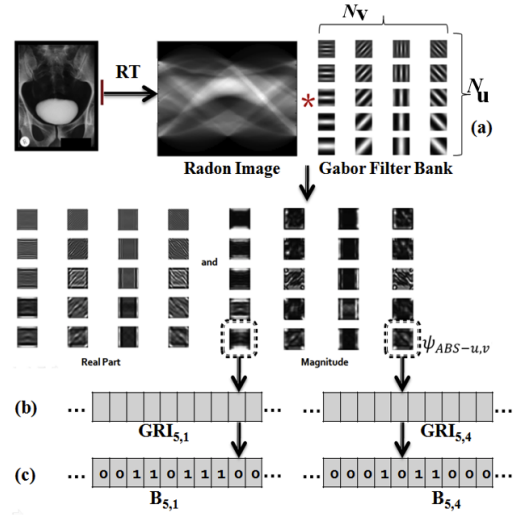 Nv
RT
*
Nu
(a)
Radon Image
Gabor Filter Bank
and
ψABS−u,v
Real Part
Magnitude
(b)
... ... ... ...
GRI5,1
GRI5,4
(c)
... 0 0 1 1 0 1 1 1 0 0 ... ... 0 0 0 1 0 1 1 0 0 0 ...
B5,1
B5,4